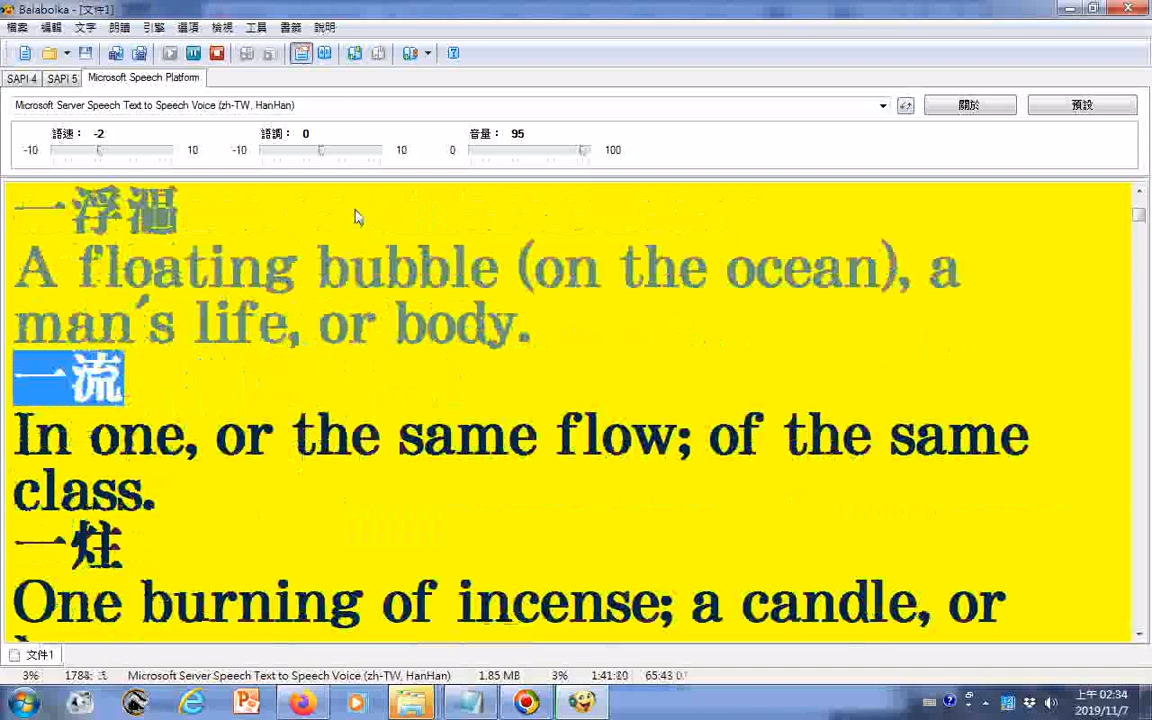 Balabolka - [文件1]
檔案 編輯 文字 朗讀 引擎 選項 檢視 工具 書籤 說明
SAPI 4 SAPI 5 Microsoft Speech Platform
Microsoft Server Speech Text to Speech Voice (zh-TW, HanHan) 關於 預設
語速： -2 語調： 0 音量： 95
-10 10 -10 10 0 100
一浮漚
A floating bubble (on the ocean), a
man's life, or body.
一流
In one, or the same flow; of the same
class.
一炷
One burning of incense; a candle, or
文件1
3% Microsoft Server Speech Text to Speech Voice (zh-TW, HanHan) 1.85 MB 3%
上午 02:34
2019/11/7